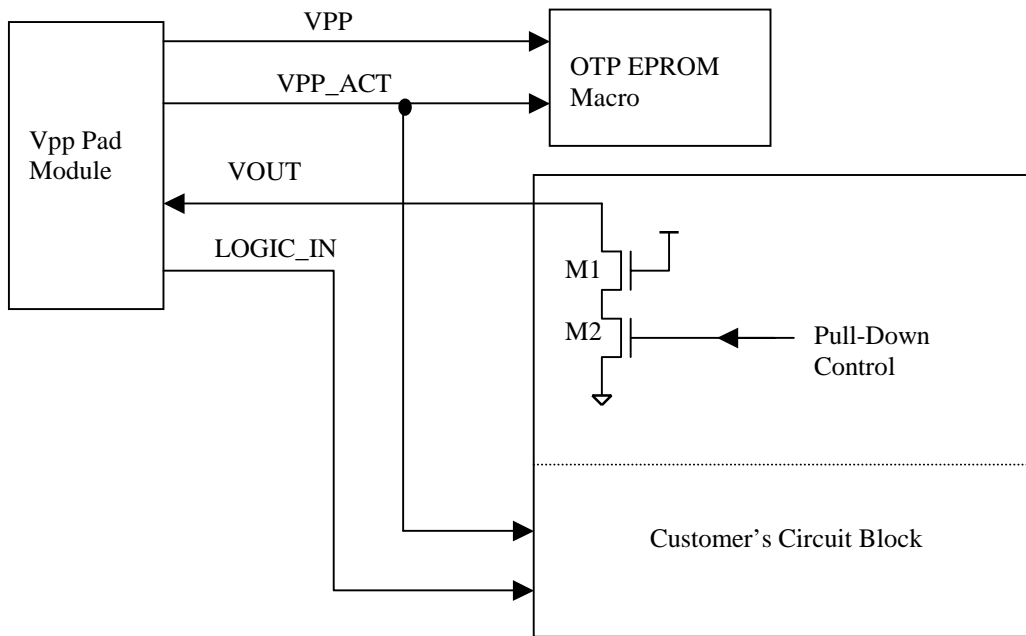 VPP
OTP EPROM
Macro
VPP_ACT
Vpp Pad
Module
VOUT
LOGIC_IN
M1
M2
Pull-Down
Control
Customer's Circuit Block